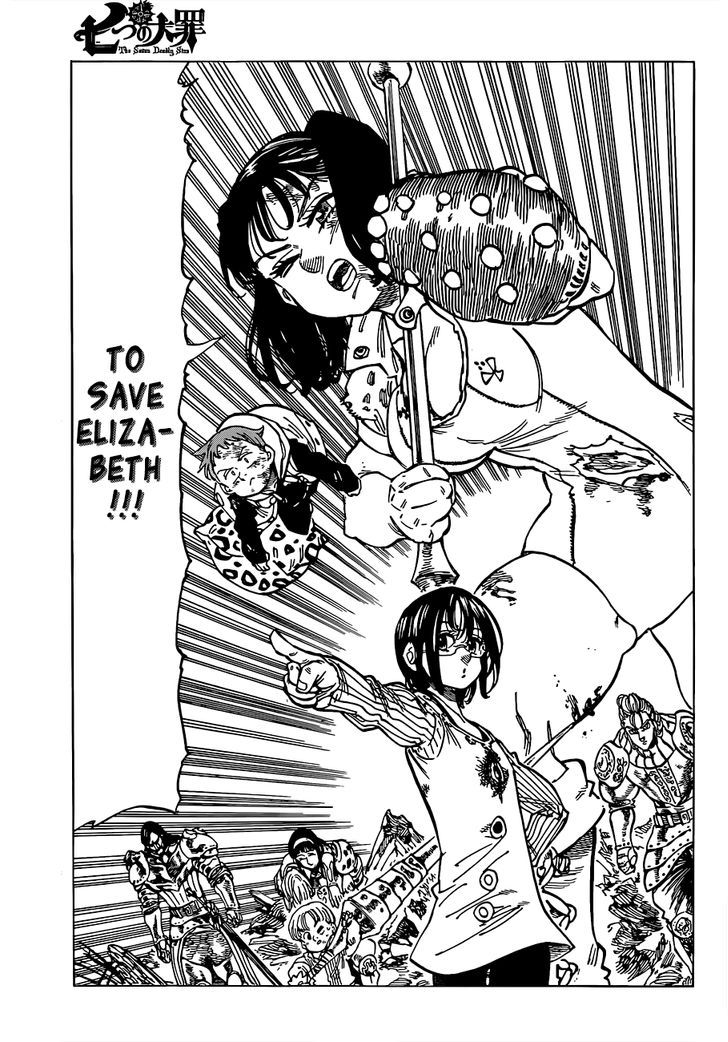 七つの大罪
The Seven Deadly Sins
TO
SAVE
ELIZA-
BETH
!!!